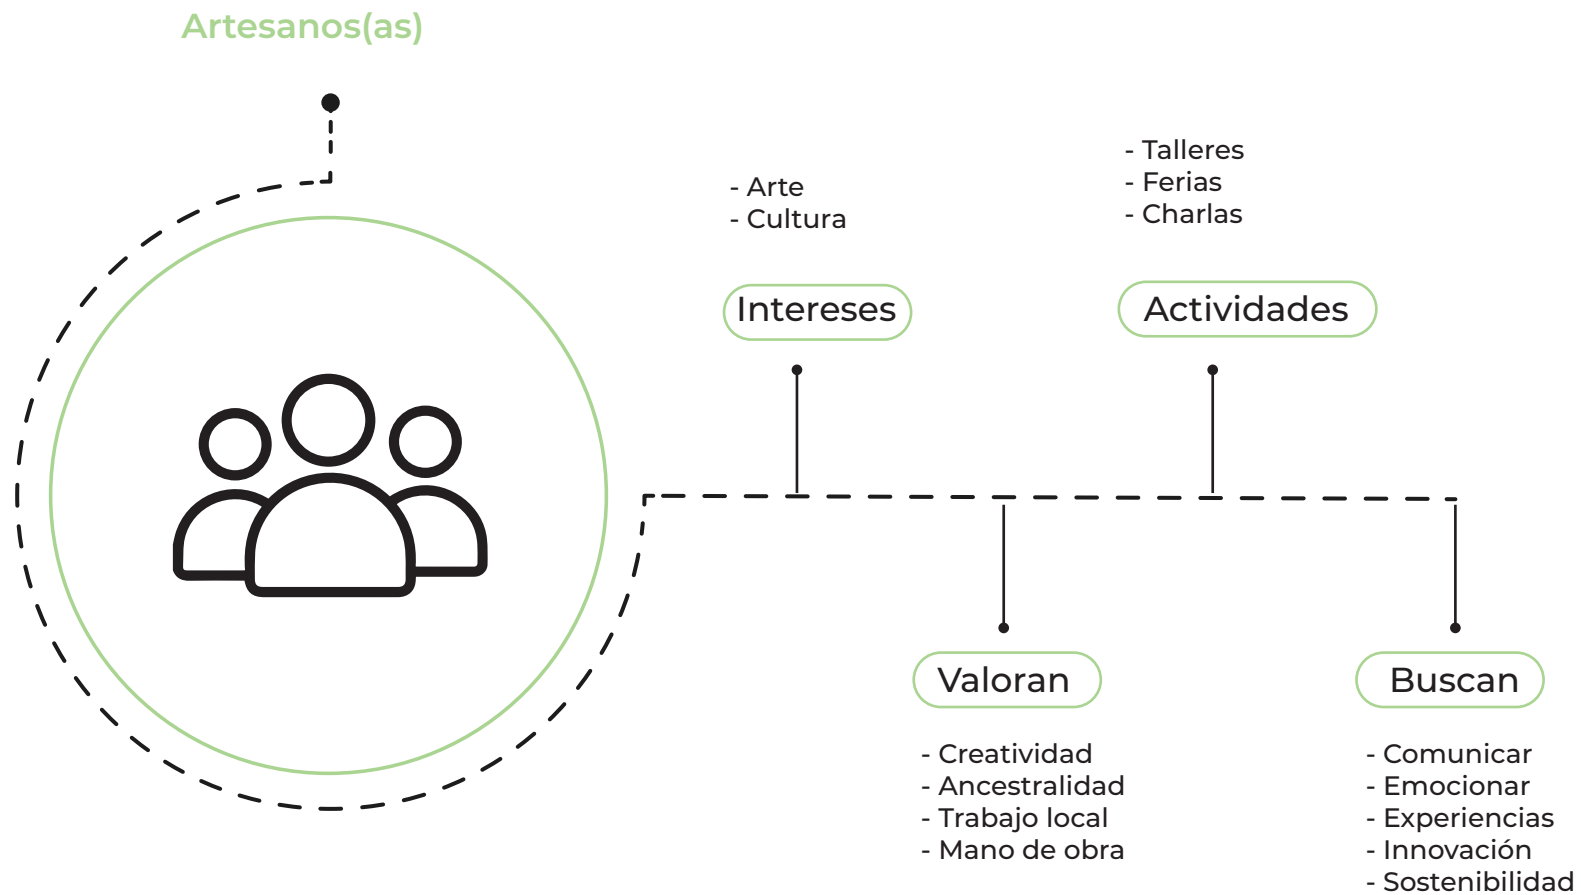 Artesanos(as)
- Arte
- Cultura
Intereses
- Talleres
- Ferias
- Charlas
Actividades
Valoran
- Creatividad
- Ancestralidad
- Trabajo local
- Mano de obra
Buscan
- Comunicar
- Emocionar
- Experiencias
- Innovación
- Sostenibilidad